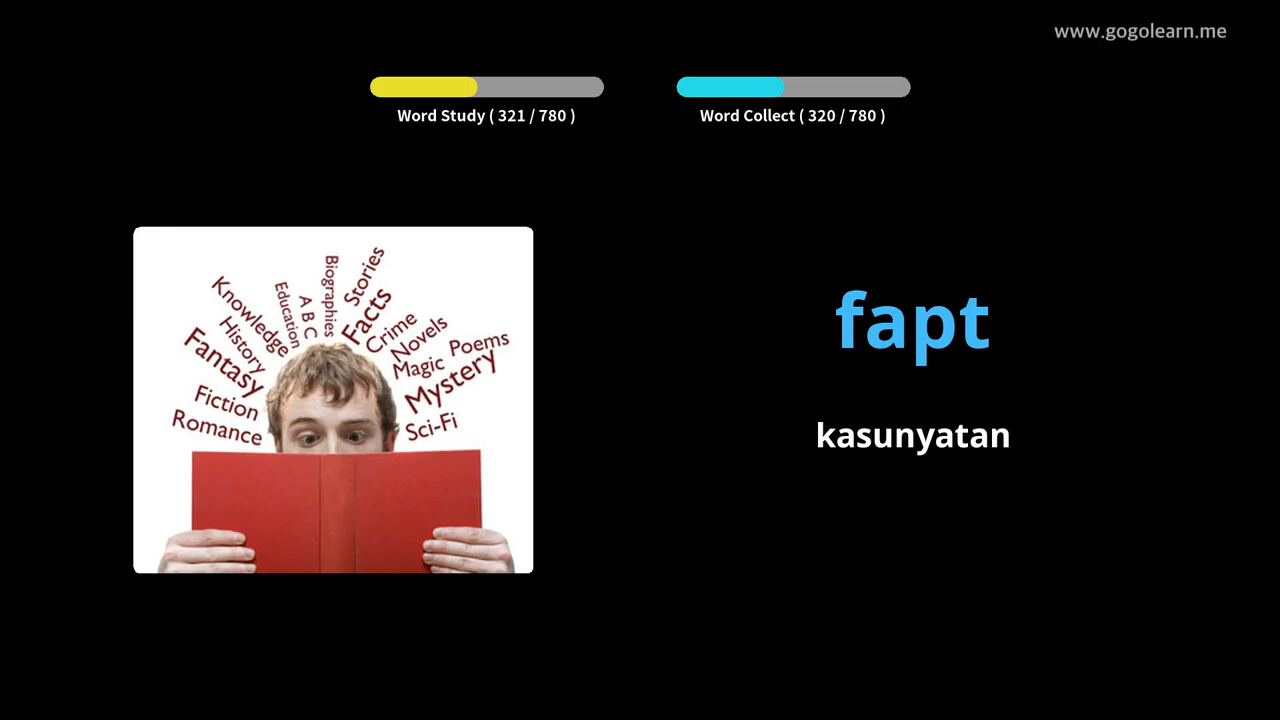 www.gogolearn.me
Word Study ( 321 / 780 )
Word Collect ( 320 / 780 )
Knowledge
History
Fantasy
Fiction
Romance
Education
A B C
Biographies
Stories
Facts
Crime
Novels
Magic
Poems
Mystery
Sci-Fi
fapt
kasunyatan